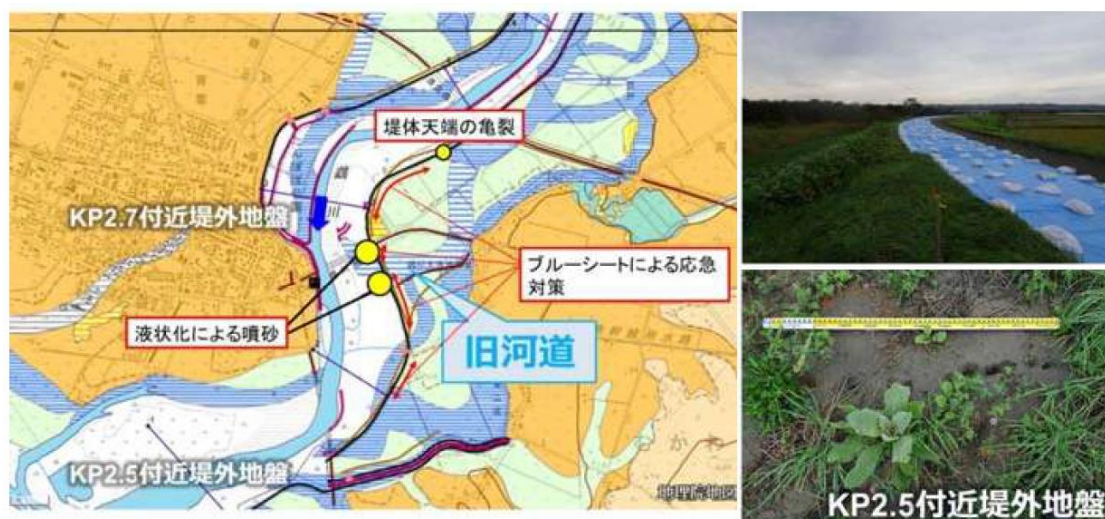 堤体天端の亀裂
KP2.7付近堤外地盤
鵡
川
ブルーシートによる応急
対策
液状化による噴砂
旧河道
KP2.5付近堤外地盤
地理院地図
KP2.5付近堤外地盤